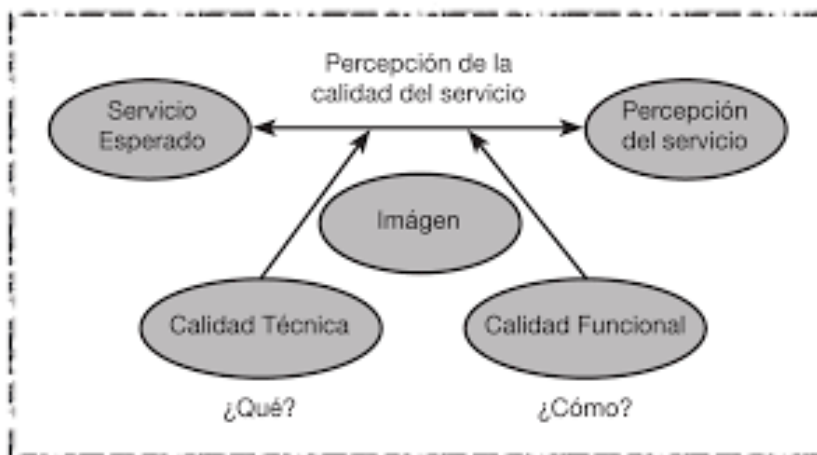 Percepción de la
calidad del servicio
Servicio
Esperado
Percepción
del servicio
Imágen
Calidad Técnica
Calidad Funcional
¿Qué?
¿Cómo?